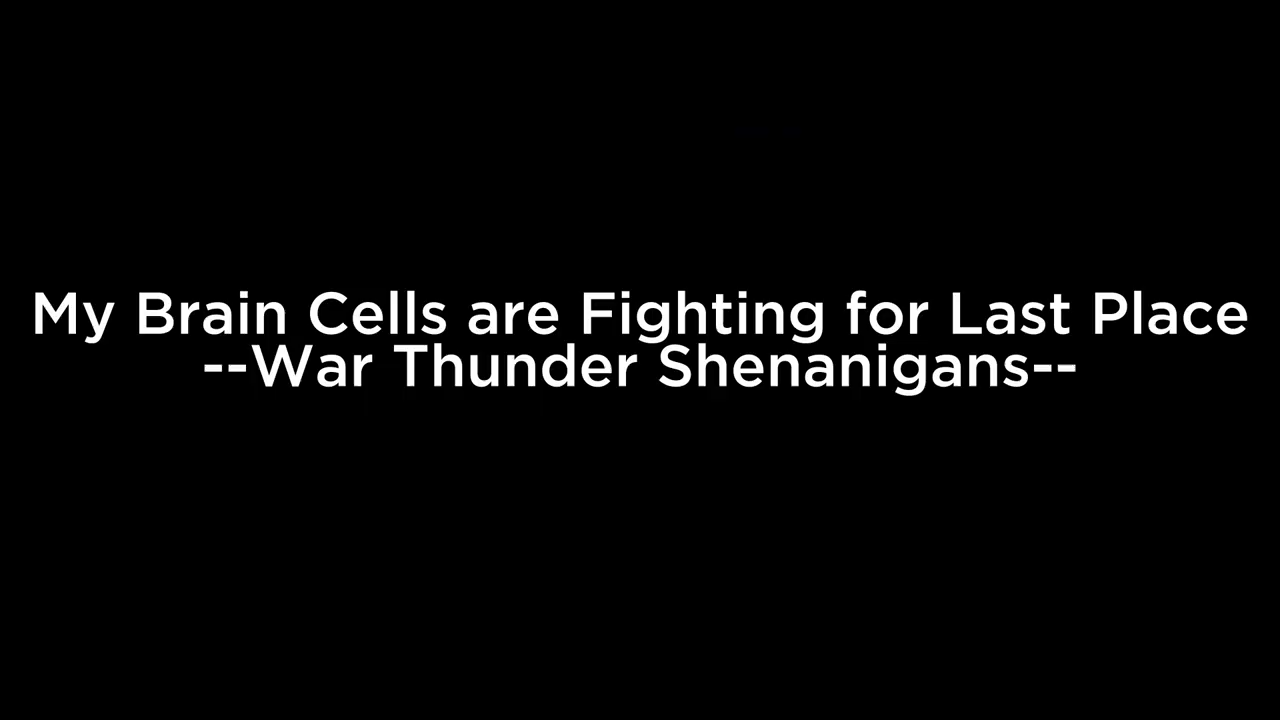 My Brain Cells are Fighting for Last Place
--War Thunder Shenanigans--